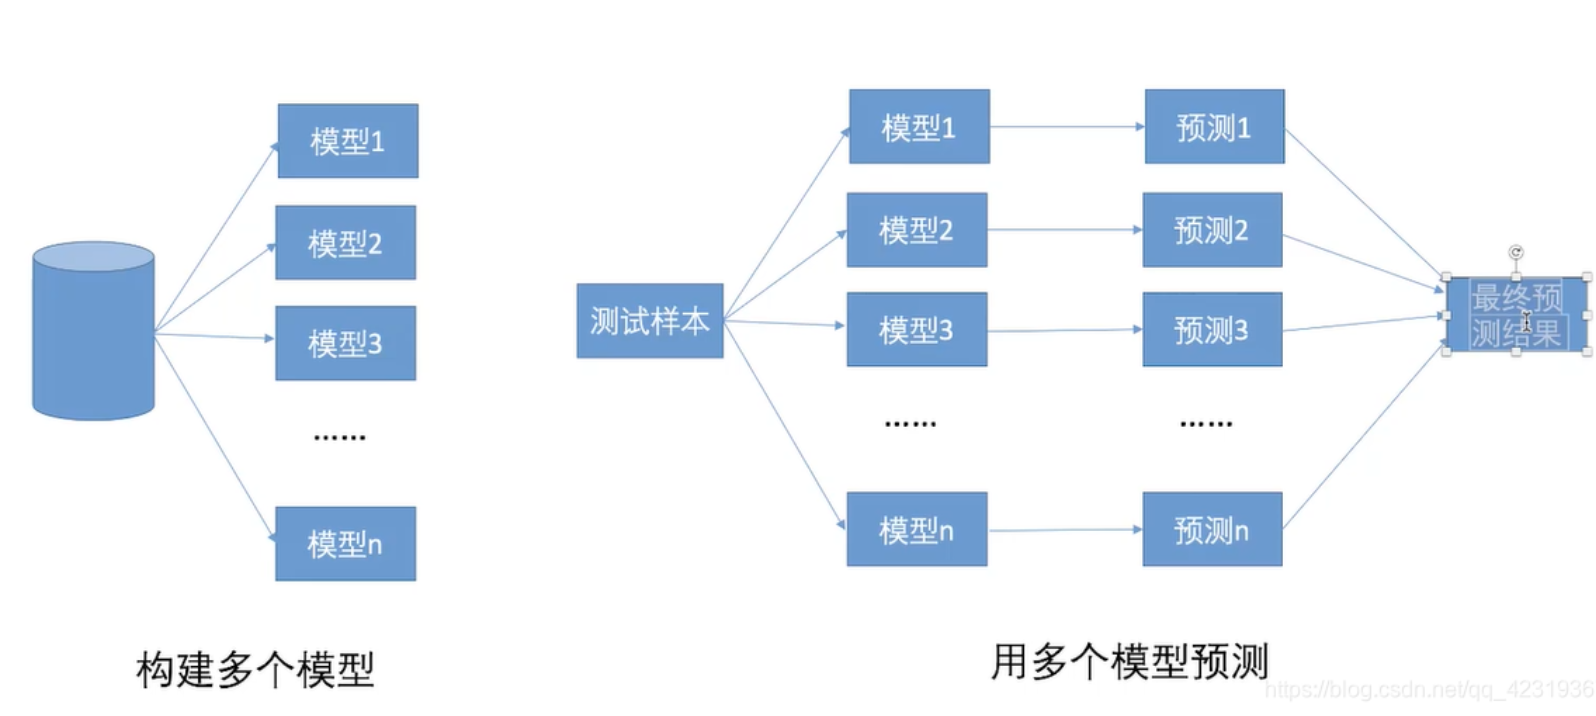 模型1
模型2
模型3
......
模型n
构建多个模型
测试样本
模型1
模型2
模型3
......
模型n
预测1
预测2
预测3
......
预测n
最终预
测结果
用多个模型预测
https://blog.csdn.net/qq_4231936